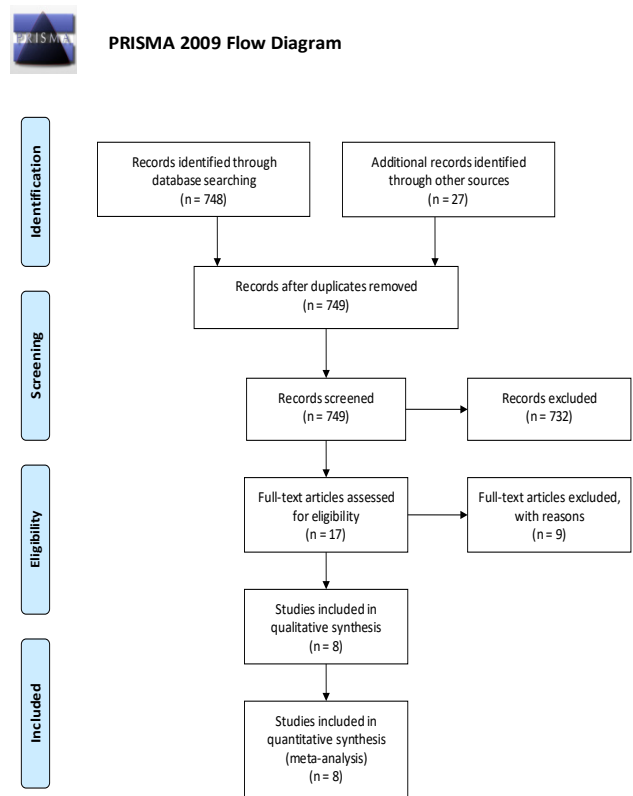 PRISMA
PRISMA 2009 Flow Diagram
Identification
Records identified through
database searching
(n = 748)
Additional records identified
through other sources
(n = 27)
Records after duplicates removed
(n = 749)
Screening
Records screened
(n = 749)
Records excluded
(n = 732)
Eligibility
Full-text articles assessed
for eligibility
(n = 17)
Full-text articles excluded,
with reasons
(n = 9)
Studies included in
qualitative synthesis
(n = 8)
Included
Studies included in
quantitative synthesis
(meta-analysis)
(n = 8)